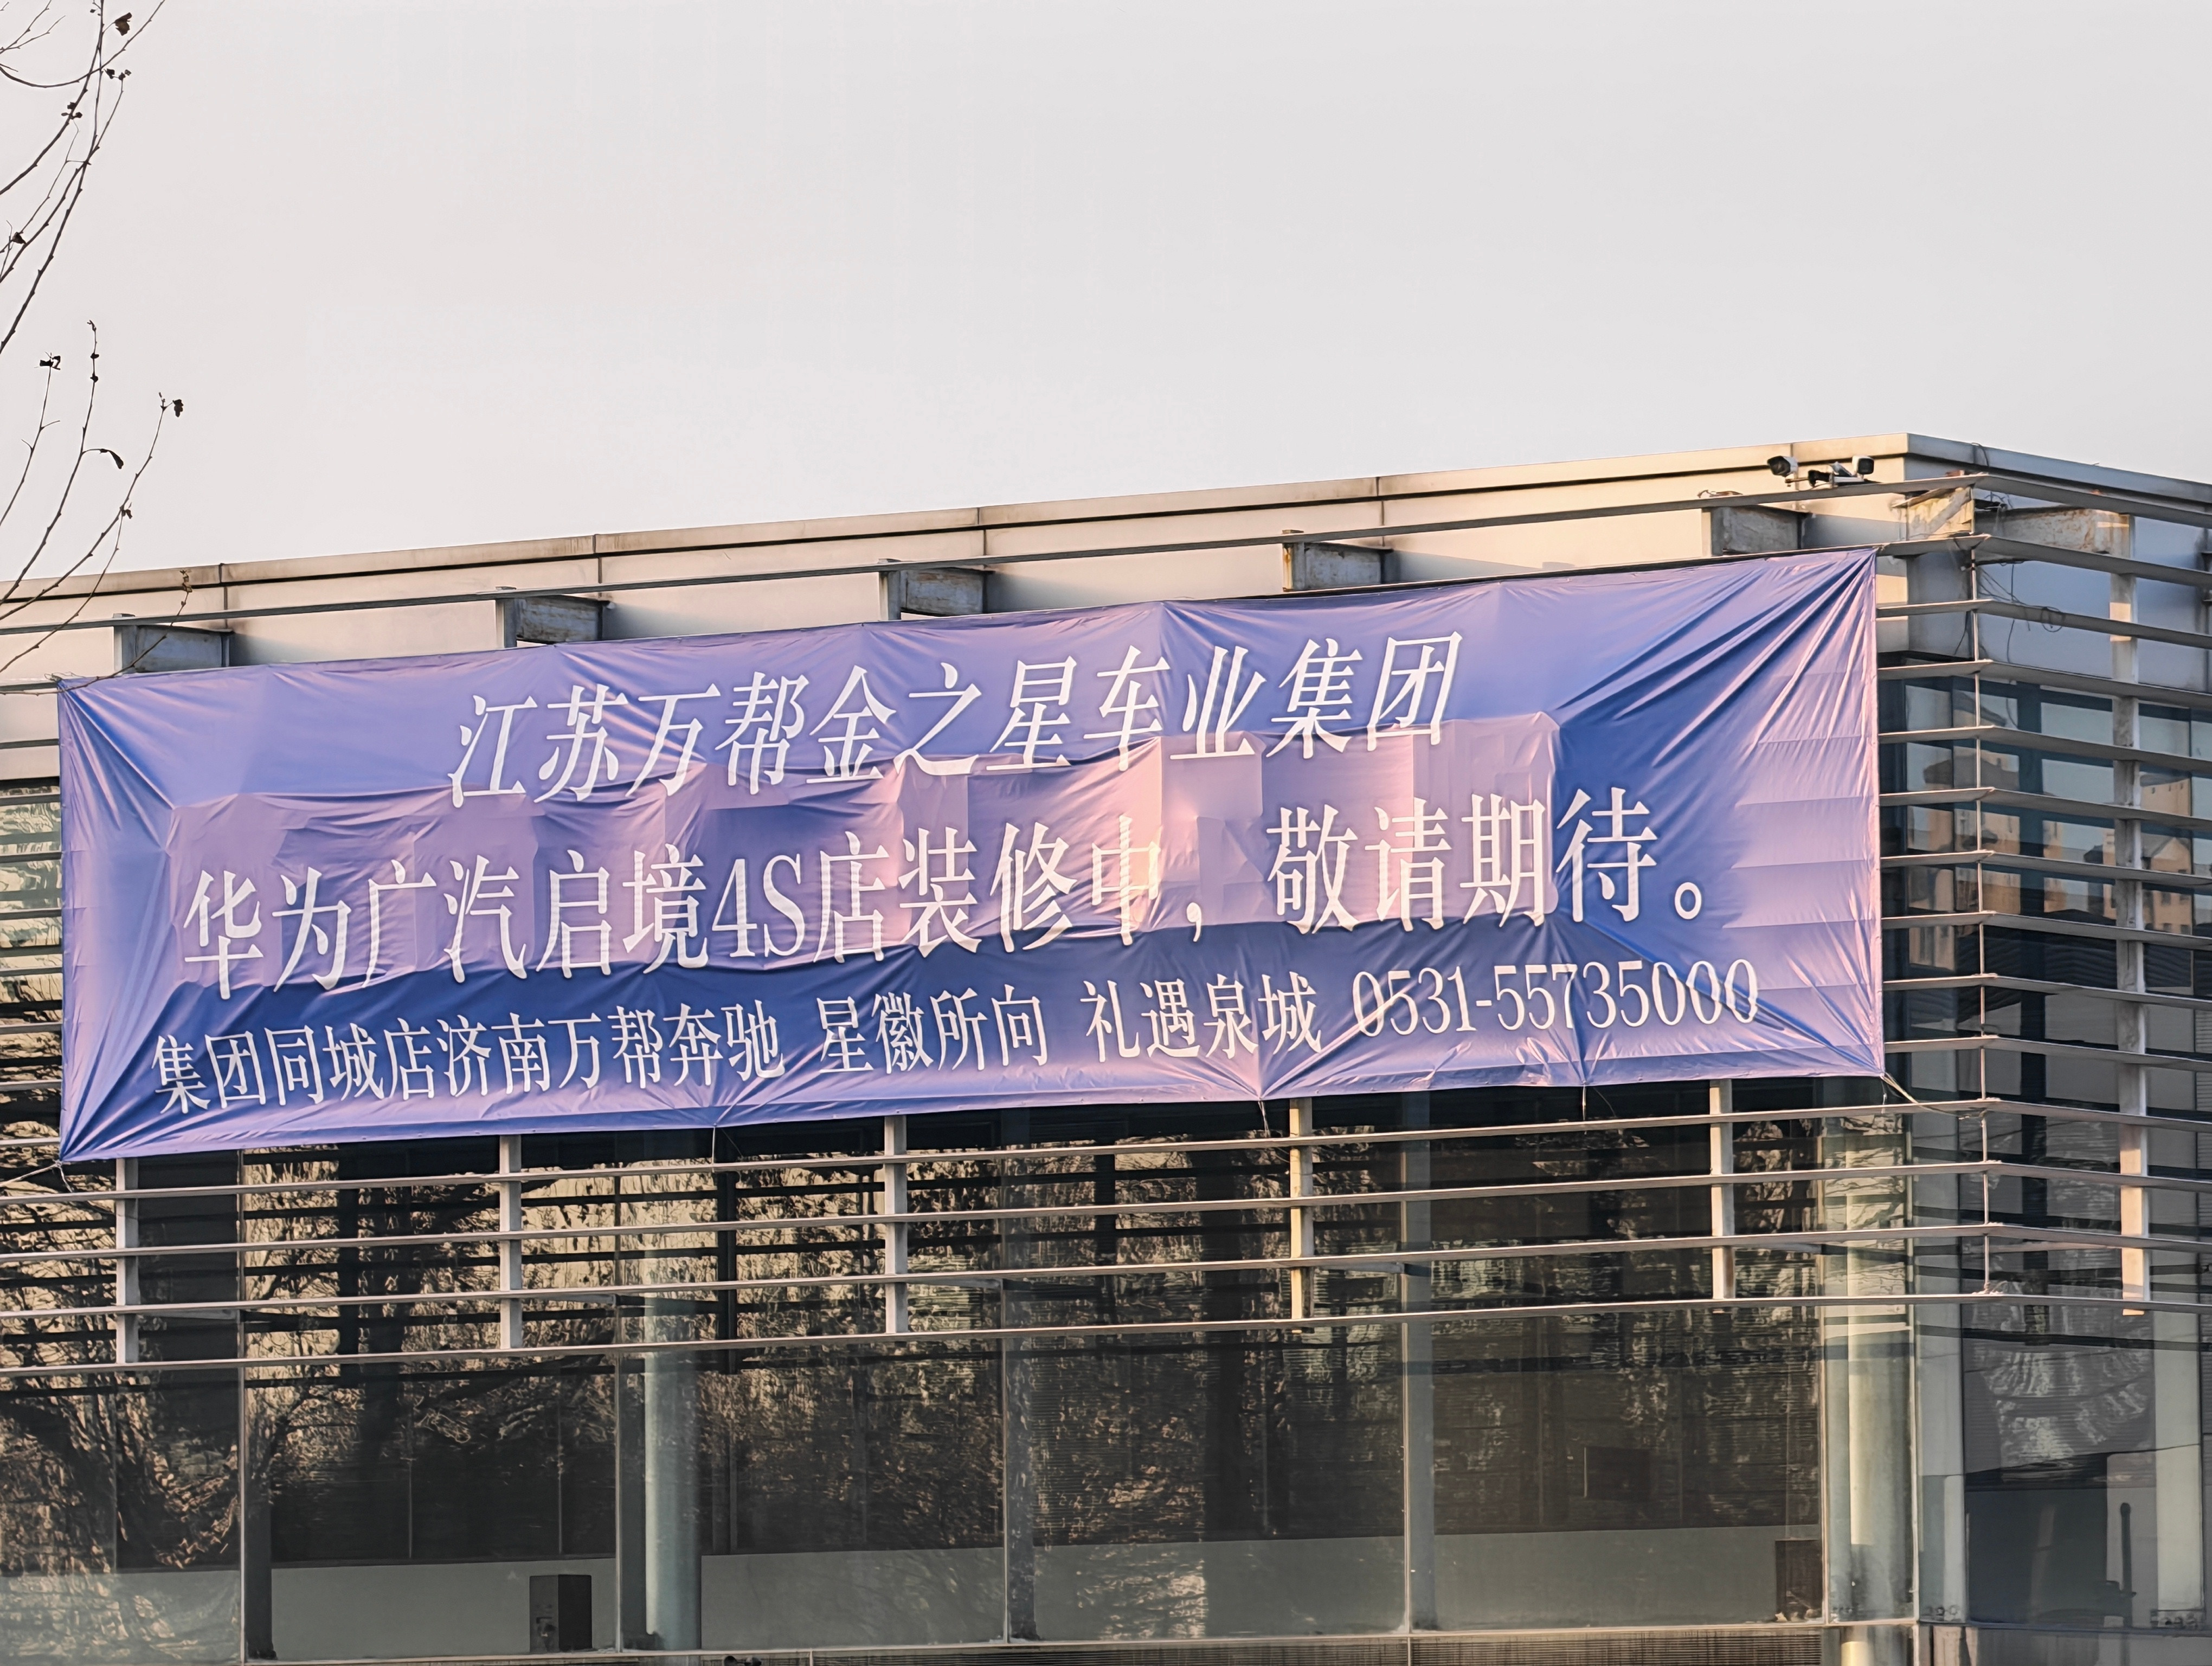 江苏万帮金之星车业集团
华为广汽启境4S店装修中，敬请期待。
集团同城店济南万帮奔驰 星徽所向 礼遇泉城 0531-55735000